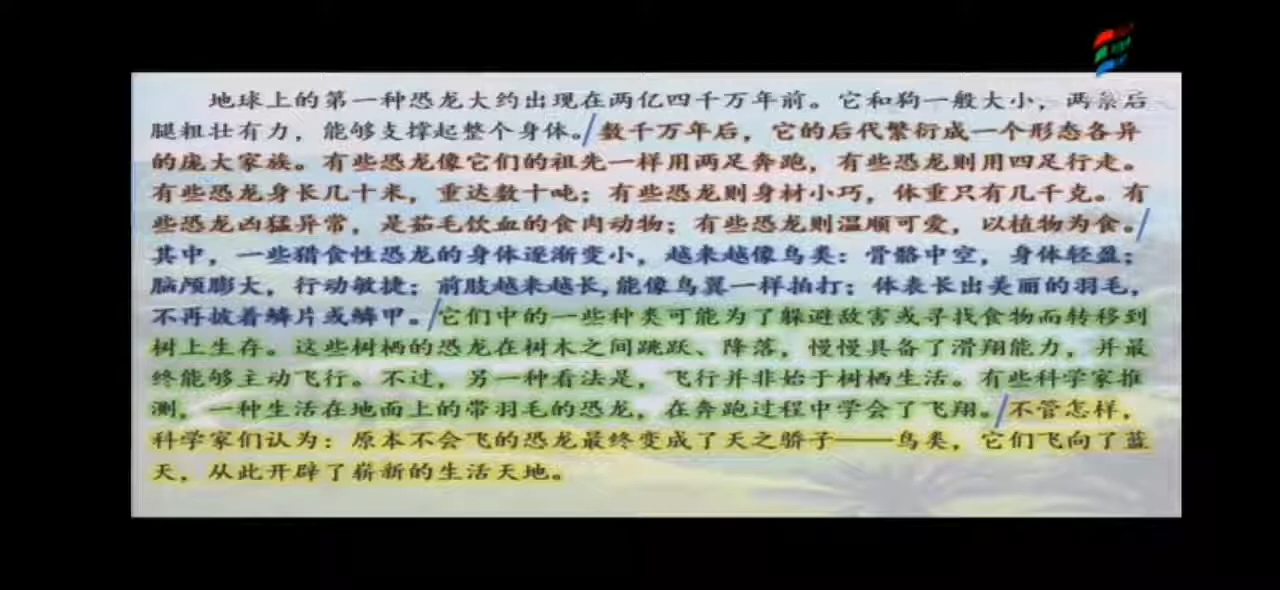 地球上的第一种恐龙大约出现在两亿四千万年前。它和狗一般大小，两条后
腿粗壮有力，能够支撑起整个身体。/数千万年后，它的后代繁衍成一个形态各异
的庞大家族。有些恐龙像它们的祖先一样用两足奔跑，有些恐龙则用四足行走。
有些恐龙身长几十米，重达数十吨；有些恐龙则身材小巧，体重只有几千克。有
些恐龙凶猛异常，是茹毛饮血的食肉动物；有些恐龙则温顺可爱，以植物为食。/
其中，一些猎食性恐龙的身体逐渐变小，越来越像鸟类：骨骼中空，身体轻盈；
脑颅膨大，行动敏捷；前肢越来越长，能像鸟翼一样拍打；体表长出美丽的羽毛，
不再披着鳞片或鳞甲。/它们中的一些种类可能为了躲避敌害或寻找食物而转移到
树上生存。这些树栖的恐龙在树木之间跳跃、降落，慢慢具备了滑翔能力，并最
终能够主动飞行。不过，另一种看法是，飞行并非始于树栖生活。有些科学家推
测，一种生活在地面上的带羽毛的恐龙，在奔跑过程中学会了飞翔。/不管怎样，
科学家们认为：原本不会飞的恐龙最终变成了天之骄子——鸟类，它们飞向了蓝
天，从此开辟了崭新的生活天地。